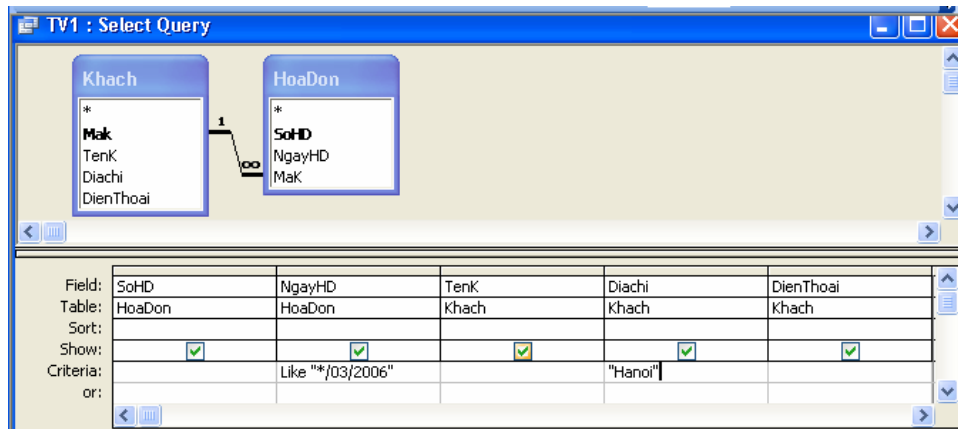 TV1 : Select Query
Khach
*
Mak
TenK
Diachi
DienThoai
1
∞
HoaDon
*
SoHD
NgayHD
MaK
Field: SoHD NgayHD TenK Diachi DienThoai
Table: HoaDon HoaDon Khach Khach Khach
Sort:
Show:
Criteria: Like "*/03/2006" "Hanoi"
or: